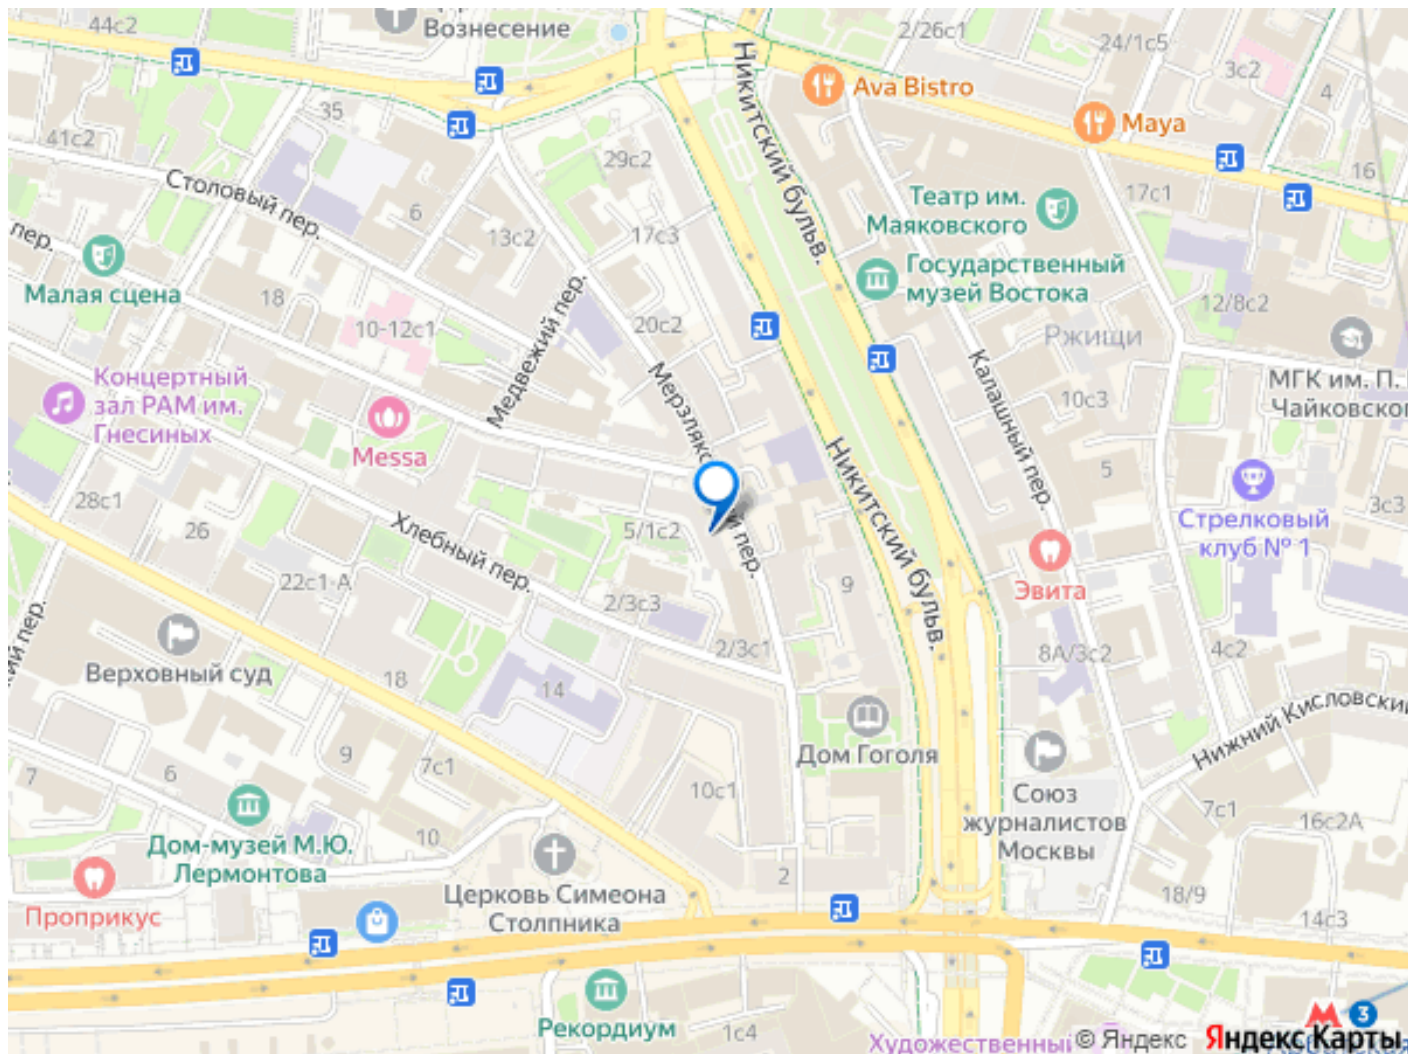 44с2
Вознесение
2/26с1
24/1с5
3с2
4
Ava Bistro
Maya
35
41с2
29с2
16
17с1
Столовый пер.
6
13с2
17с3
Никитский бульв.
Театр им.
Маяковского
пер.
Малая сцена
18
10-12с1
Медвежий пер.
20с2
Государственный
музей Востока
12/8с2
Ржищи
Калашный пер.
МГК им. П.
Концертный
зал РАМ им.
Гнесиных
Messa
10с3
5
28с1
26
Хлебный пер.
5/1с2
пер.
Никитский бульв.
9
Стрелковый
клуб № 1
3с3
Эвита
22с1-А
2/3с3
2/3с1
8А/3с2
4с2
Верховный суд
18
14
Дом Гоголя
Нижний Кисловский
7
6
9
7с1
10с1
Союз
журналистов
Москвы
7с1
16с2А
10
Дом-музей М.Ю.
Лермонтова
Проприкус
Церковь Симеона
Столпника
2
18/9
14с3
Рекордиум
1с4
Художественный
3
© Яндекс Яндекс Карты